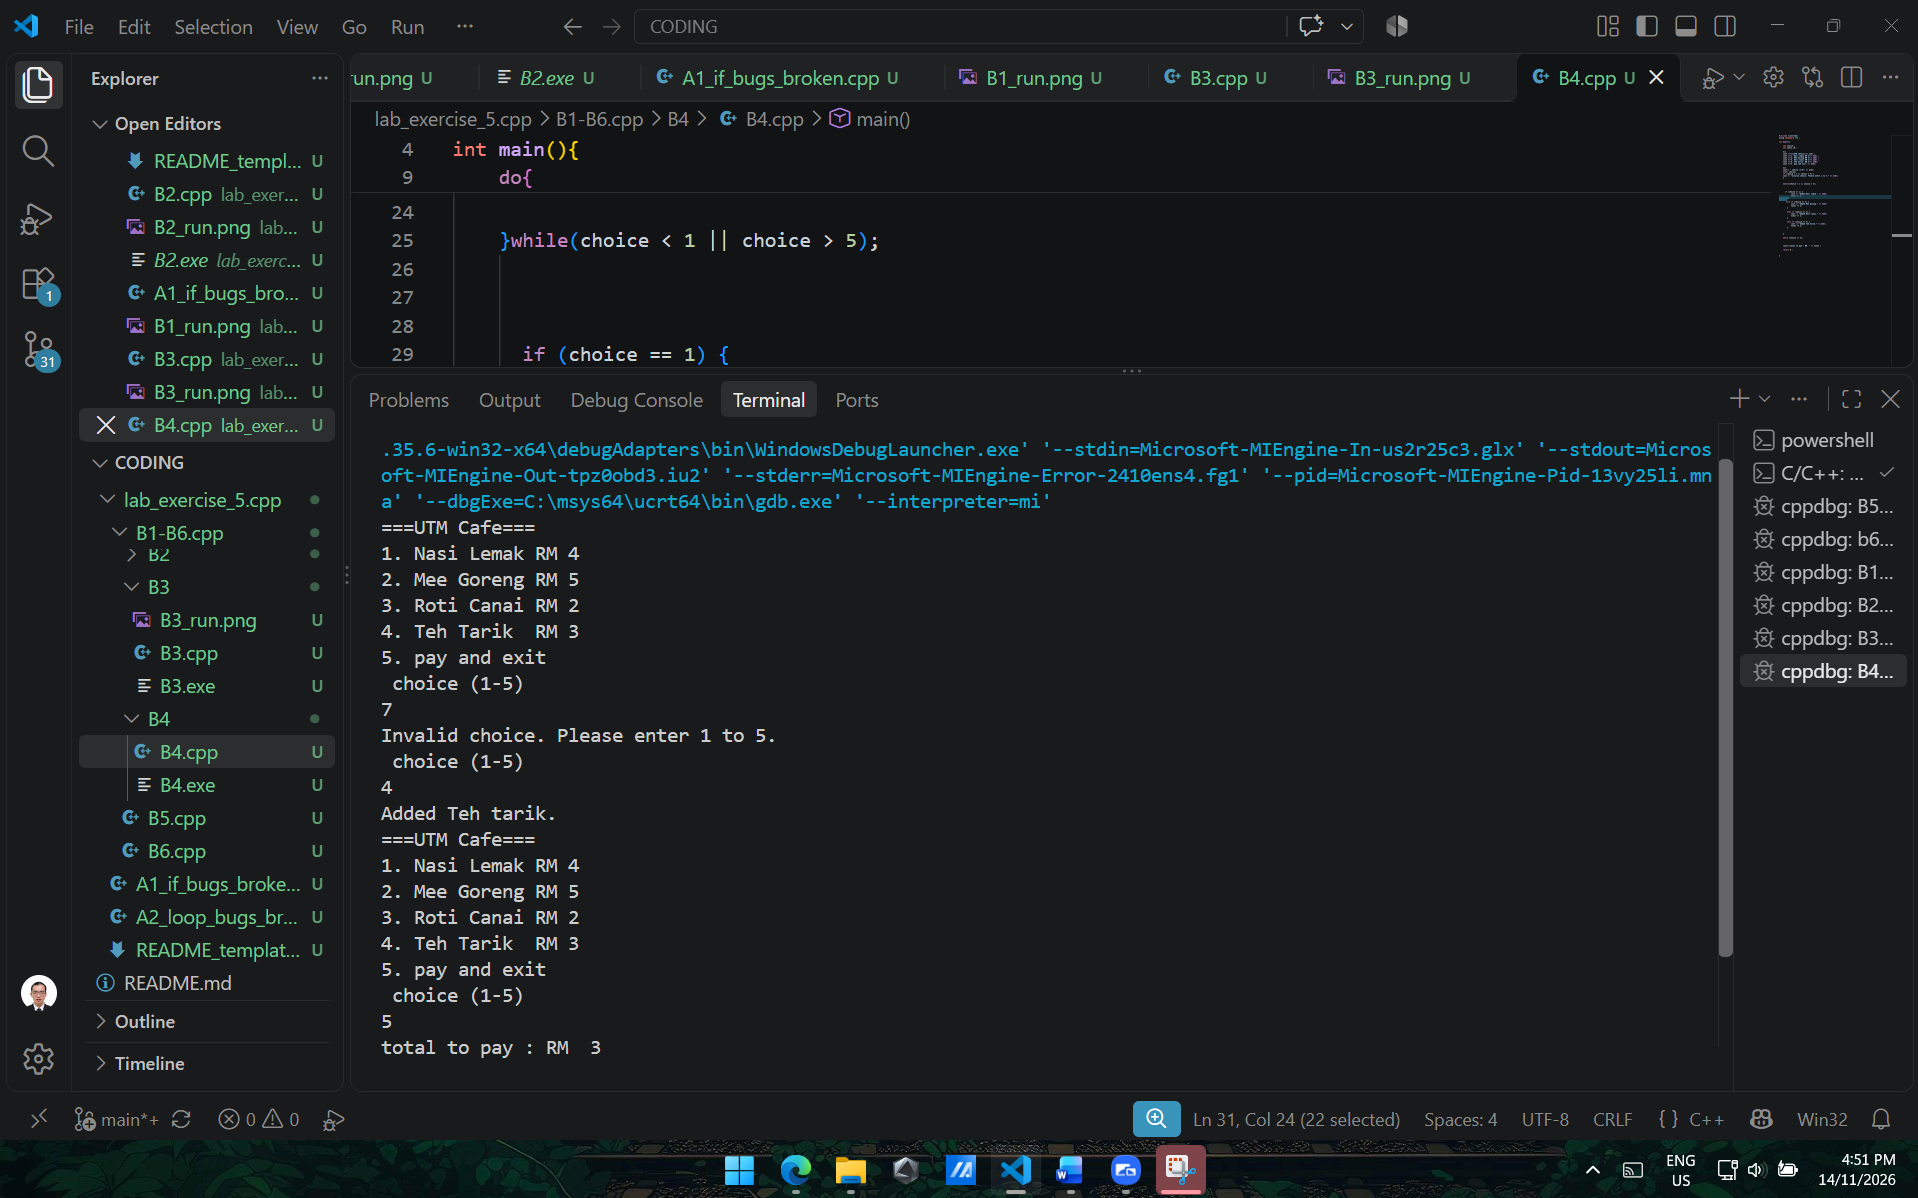 File Edit Selection View Go Run ··· CODING
Explorer ···
Open Editors
README_templ... U
B2.cpp lab_exer... U
B2_run.png lab... U
B2.exe lab_exerc... U
A1_if_bugs_bro... U
B1_run.png lab... U
B3.cpp lab_exer... U
B3_run.png lab... U
B4.cpp lab_exer... U
CODING
lab_exercise_5.cpp
B1-B6.cpp
B2
B3
B3_run.png U
B3.cpp U
B3.exe U
B4
B4.cpp U
B4.exe U
B5.cpp U
B6.cpp U
A1_if_bugs_broke... U
A2_loop_bugs_br... U
README_templat... U
README.md
Outline
Timeline
1
31
un.png U B2.exe U A1_if_bugs_broken.cpp U B1_run.png U B3.cpp U B3_run.png U B4.cpp U
lab_exercise_5.cpp > B1-B6.cpp > B4 > B4.cpp > main()
4 int main(){
9 do{
24
25 }while(choice < 1 || choice > 5);
26
27
28
29 if (choice == 1) {
Problems Output Debug Console Terminal Ports
.35.6-win32-x64\debugAdapters\bin\WindowsDebugLauncher.exe' '--stdin=Microsoft-MIEngine-In-us2r25c3.glx' '--stdout=Micros
oft-MIEngine-Out-tpz0obd3.iu2' '--stderr=Microsoft-MIEngine-Error-2410ens4.fg1' '--pid=Microsoft-MIEngine-Pid-13vy25li.mn
a' '--dbgExe=C:\msys64\ucrt64\bin\gdb.exe' '--interpreter=mi'
===UTM Cafe===
1. Nasi Lemak RM 4
2. Mee Goreng RM 5
3. Roti Canai RM 2
4. Teh Tarik  RM 3
5. pay and exit
 choice (1-5)
7
Invalid choice. Please enter 1 to 5.
 choice (1-5)
4
Added Teh tarik.
===UTM Cafe===
1. Nasi Lemak RM 4
2. Mee Goreng RM 5
3. Roti Canai RM 2
4. Teh Tarik  RM 3
5. pay and exit
 choice (1-5)
5
total to pay : RM  3
powershell
C/C++: ...
cppdbg: B5...
cppdbg: b6...
cppdbg: B1...
cppdbg: B2...
cppdbg: B3...
cppdbg: B4...
main*+ 0 0 Ln 31, Col 24 (22 selected) Spaces: 4 UTF-8 CRLF { } C++ Win32
ENG
US
4:51 PM
14/11/2026